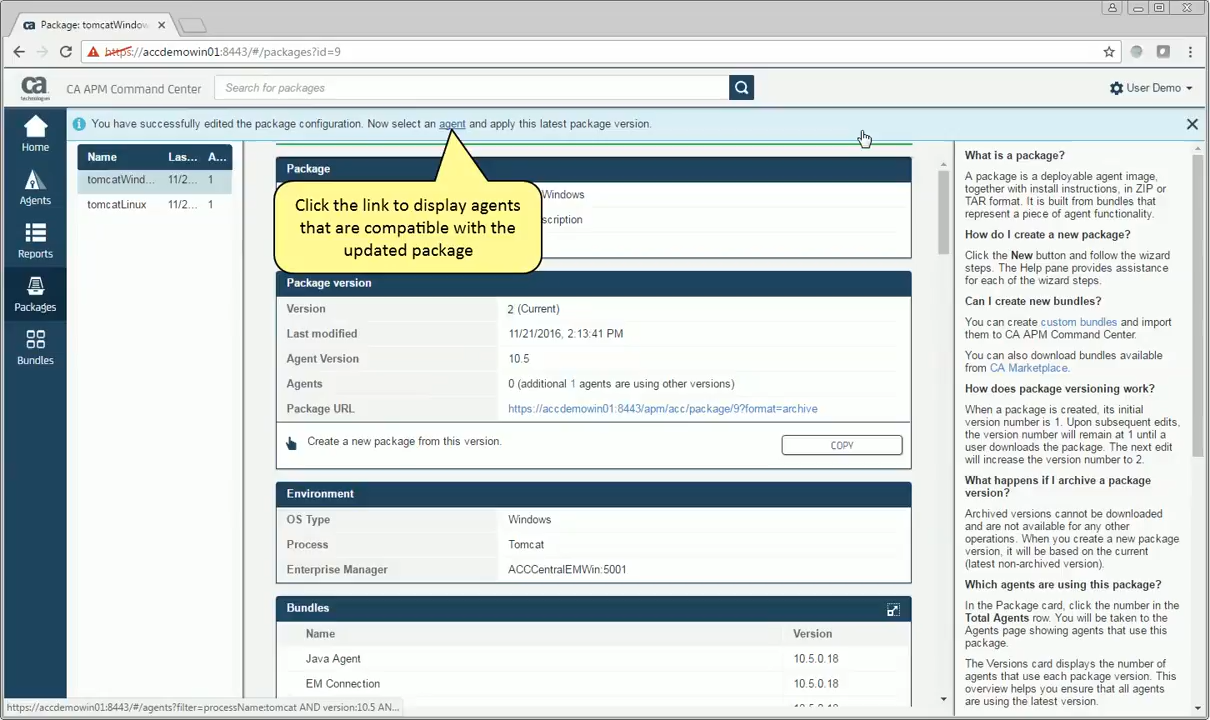 Package: tomcatWindow
https://accdemowin01:8443/#/packages?id=9
ca
technologies
CA APM Command Center
Search for packages
User Demo
You have successfully edited the package configuration. Now select an agent and apply this latest package version.
Home
Agents
Reports
Packages
Bundles
Name Las... A...
tomcatWind... 11/2... 1
tomcatLinux 11/2... 1
Click the link to display agents
that are compatible with the
updated package
Package
Windows
scription
Package version
Version 2 (Current)
Last modified 11/21/2016, 2:13:41 PM
Agent Version 10.5
Agents 0 (additional 1 agents are using other versions)
Package URL https://accdemowin01:8443/apm/acc/package/9?format=archive
Create a new package from this version. COPY
Environment
OS Type Windows
Process Tomcat
Enterprise Manager ACCCentralEMWin:5001
Bundles
Name Version
Java Agent 10.5.0.18
EM Connection 10.5.0.18
What is a package?
A package is a deployable agent image,
together with install instructions, in ZIP or
TAR format. It is built from bundles that
represent a piece of agent functionality.
How do I create a new package?
Click the New button and follow the wizard
steps. The Help pane provides assistance
for each of the wizard steps.
Can I create new bundles?
You can create custom bundles and import
them to CA APM Command Center.
You can also download bundles available
from CA Marketplace.
How does package versioning work?
When a package is created, its initial
version number is 1. Upon subsequent edits,
the version number will remain at 1 until a
user downloads the package. The next edit
will increase the version number to 2.
What happens if I archive a package
version?
Archived versions cannot be downloaded
and are not available for any other
operations. When you create a new package
version, it will be based on the current
(latest non-archived version).
Which agents are using this package?
In the Package card, click the number in the
Total Agents row. You will be taken to the
Agents page showing agents that use this
package.
The Versions card displays the number of
agents that use each package version. This
overview helps you ensure that all agents
are using the latest version.
https://accdemowin01:8443/#/agents?filter=processName:tomcat AND version:10.5 AN...